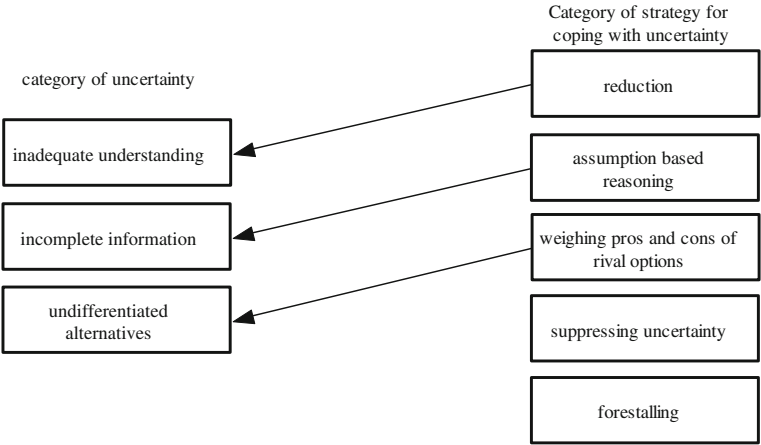 category of uncertainty
inadequate understanding
incomplete information
undifferentiated
alternatives
Category of strategy for
coping with uncertainty
reduction
assumption based
reasoning
weighing pros and cons of
rival options
suppressing uncertainty
forestalling